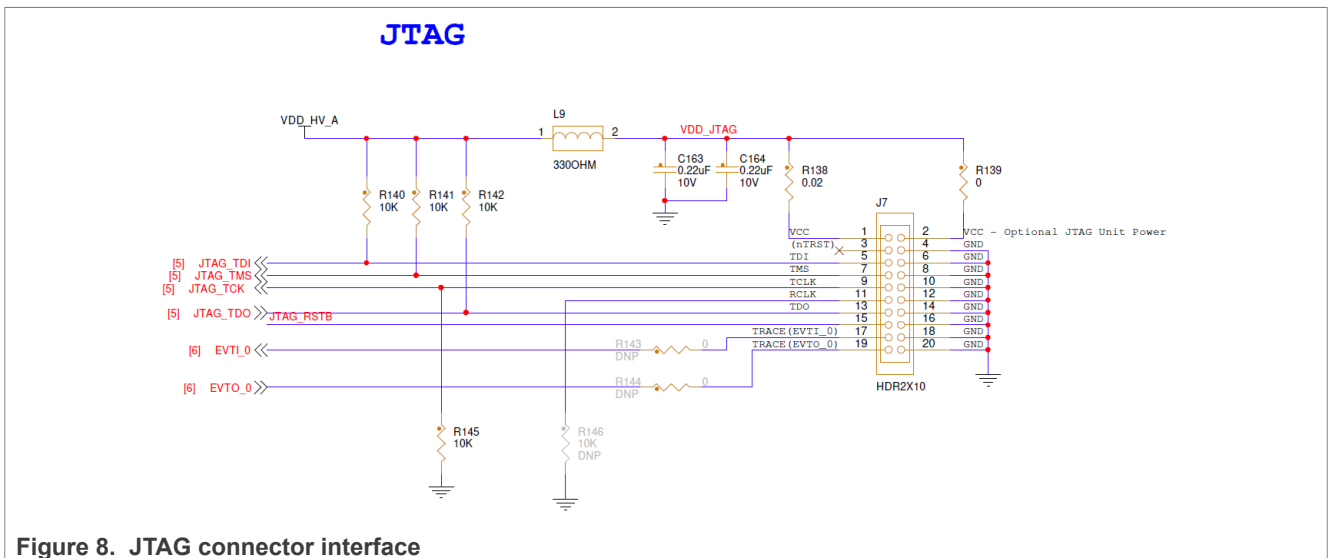 JTAG
VDD_HV_A
L9
1 2
330OHM
VDD_JTAG
C163
0.22uF
10V
C164
0.22uF
10V
R138
0.02
R139
0
R140
10K
R141
10K
R142
10K
J7
VCC 1 2 VCC - Optional JTAG Unit Power
(nTRST) 3 4 GND
TDI 5 6 GND
TMS 7 8 GND
TCLK 9 10 GND
RCLK 11 12 GND
TDO 13 14 GND
15 16 GND
TRACE(EVTI_0) 17 18 GND
TRACE(EVTO_0) 19 20 GND
HDR2X10
[5] JTAG_TDI
[5] JTAG_TMS
[5] JTAG_TCK
[5] JTAG_TDO
JTAG_RSTB
[6] EVTI_0
R143 0
DNP
[6] EVTO_0
R144 0
DNP
R145
10K
R146
10K
DNP
Figure 8. JTAG connector interface